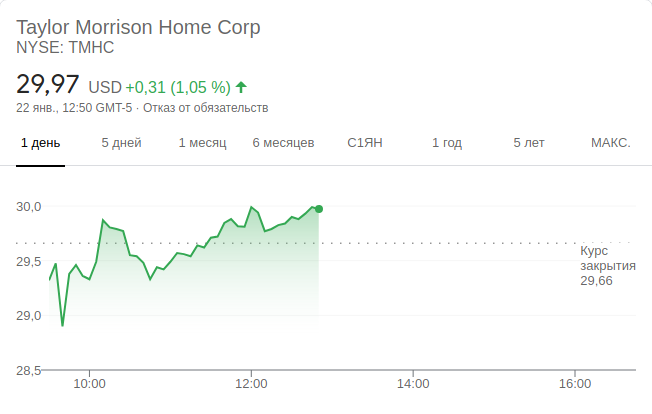 Taylor Morrison Home Corp
NYSE: TMHC
29,97 USD +0,31 (1,05 %)
22 янв., 12:50 GMT-5 · Отказ от обязательств
1 день 5 дней 1 месяц 6 месяцев С1ЯН 1 год 5 лет МАКС.
30,0
Курс
29,5
закрытия
29,66
29,0
28,5
10:00 12:00 14:00 16:00